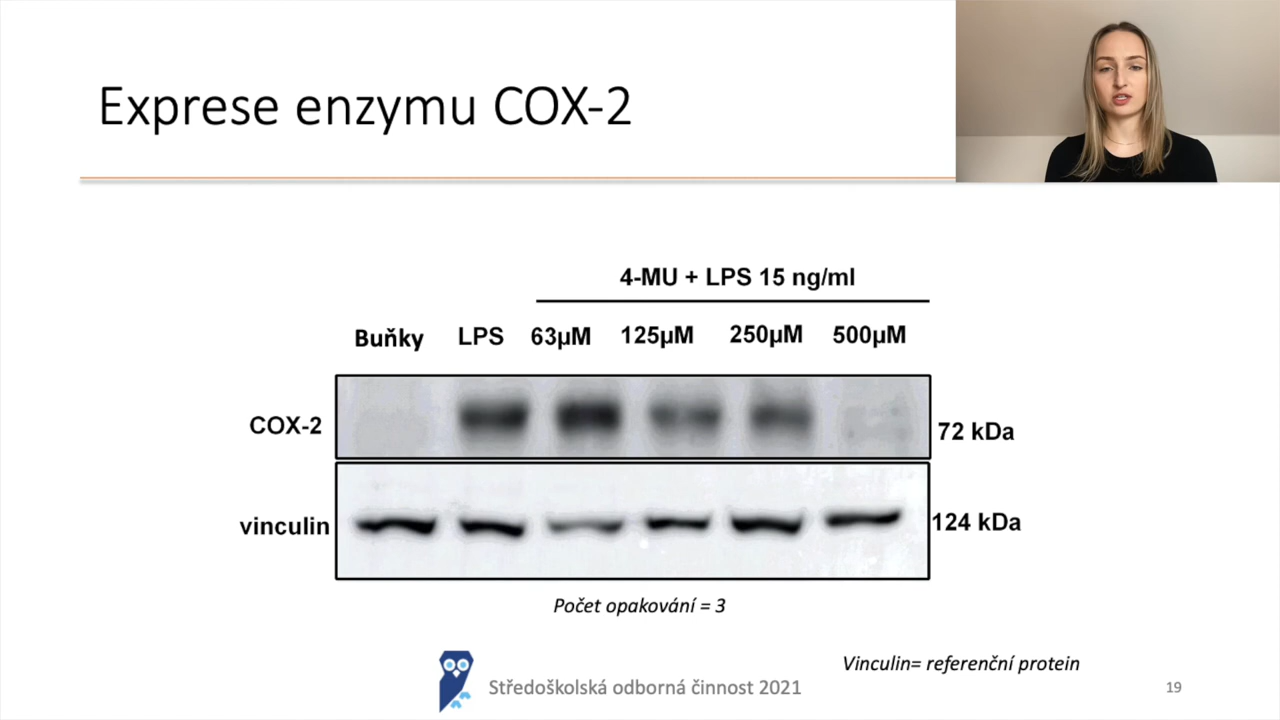 Exprese enzymu COX-2
4-MU + LPS 15 ng/ml
Buňky LPS 63µM 125µM 250µM 500µM
COX-2 72 kDa
vinculin 124 kDa
Počet opakování = 3
Vinculin= referenční protein
Středoškolská odborná činnost 2021 19